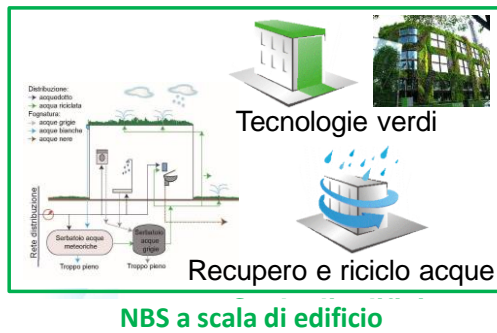 Distribuzione:
acquedotto
acqua riciclata
Fognatura:
acque grigie
acque bianche
acque nere
Rete distribuzione
Serbatoio acque
meteoriche
Serbatoio
acque
grigie
Troppo pieno
Troppo pieno
Tecnologie verdi
Recupero e riciclo acque
NBS a scala di edificio